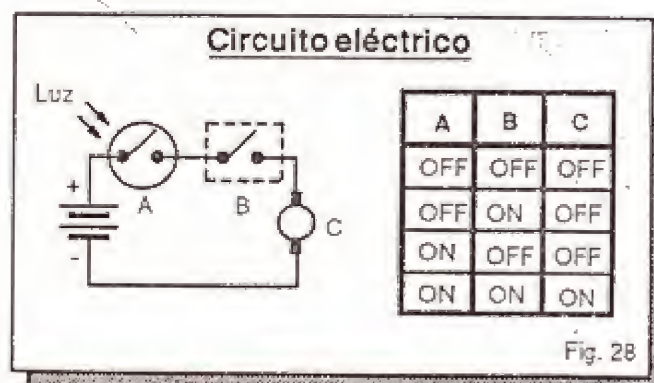 Circuito eléctrico
Luz
+
-
A
B
C
A B C
OFF OFF OFF
OFF ON OFF
ON OFF OFF
ON ON ON
Fig. 28